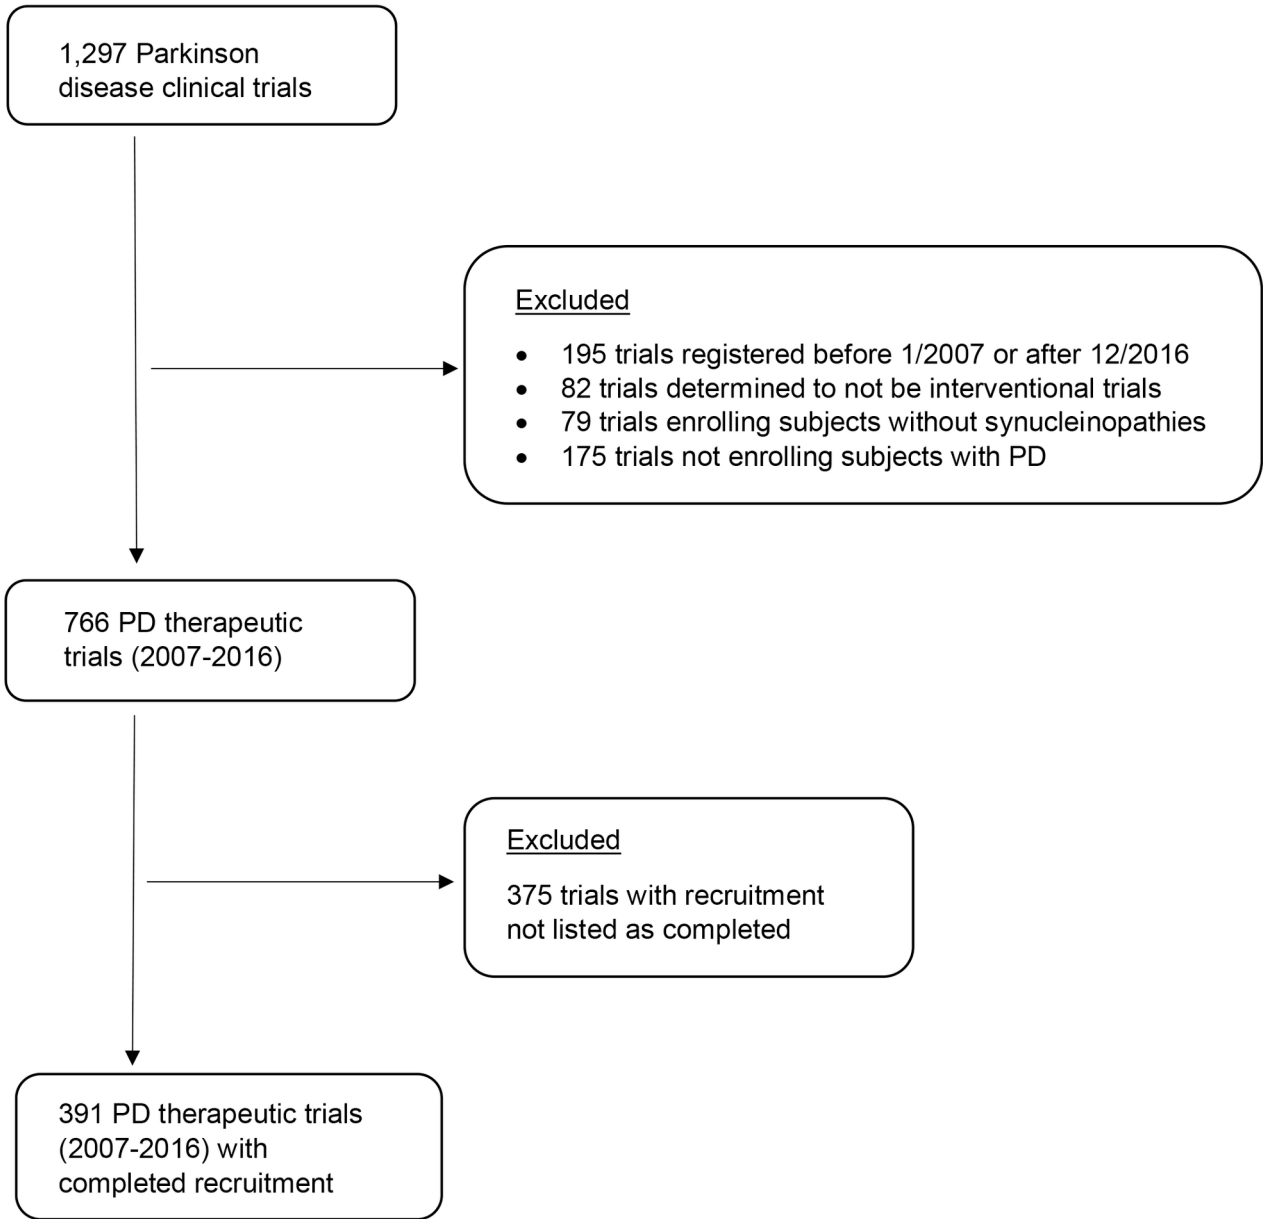 1,297 Parkinson
disease clinical trials
Excluded
• 195 trials registered before 1/2007 or after 12/2016
• 82 trials determined to not be interventional trials
• 79 trials enrolling subjects without synucleinopathies
• 175 trials not enrolling subjects with PD
766 PD therapeutic
trials (2007-2016)
Excluded
375 trials with recruitment
not listed as completed
391 PD therapeutic trials
(2007-2016) with
completed recruitment